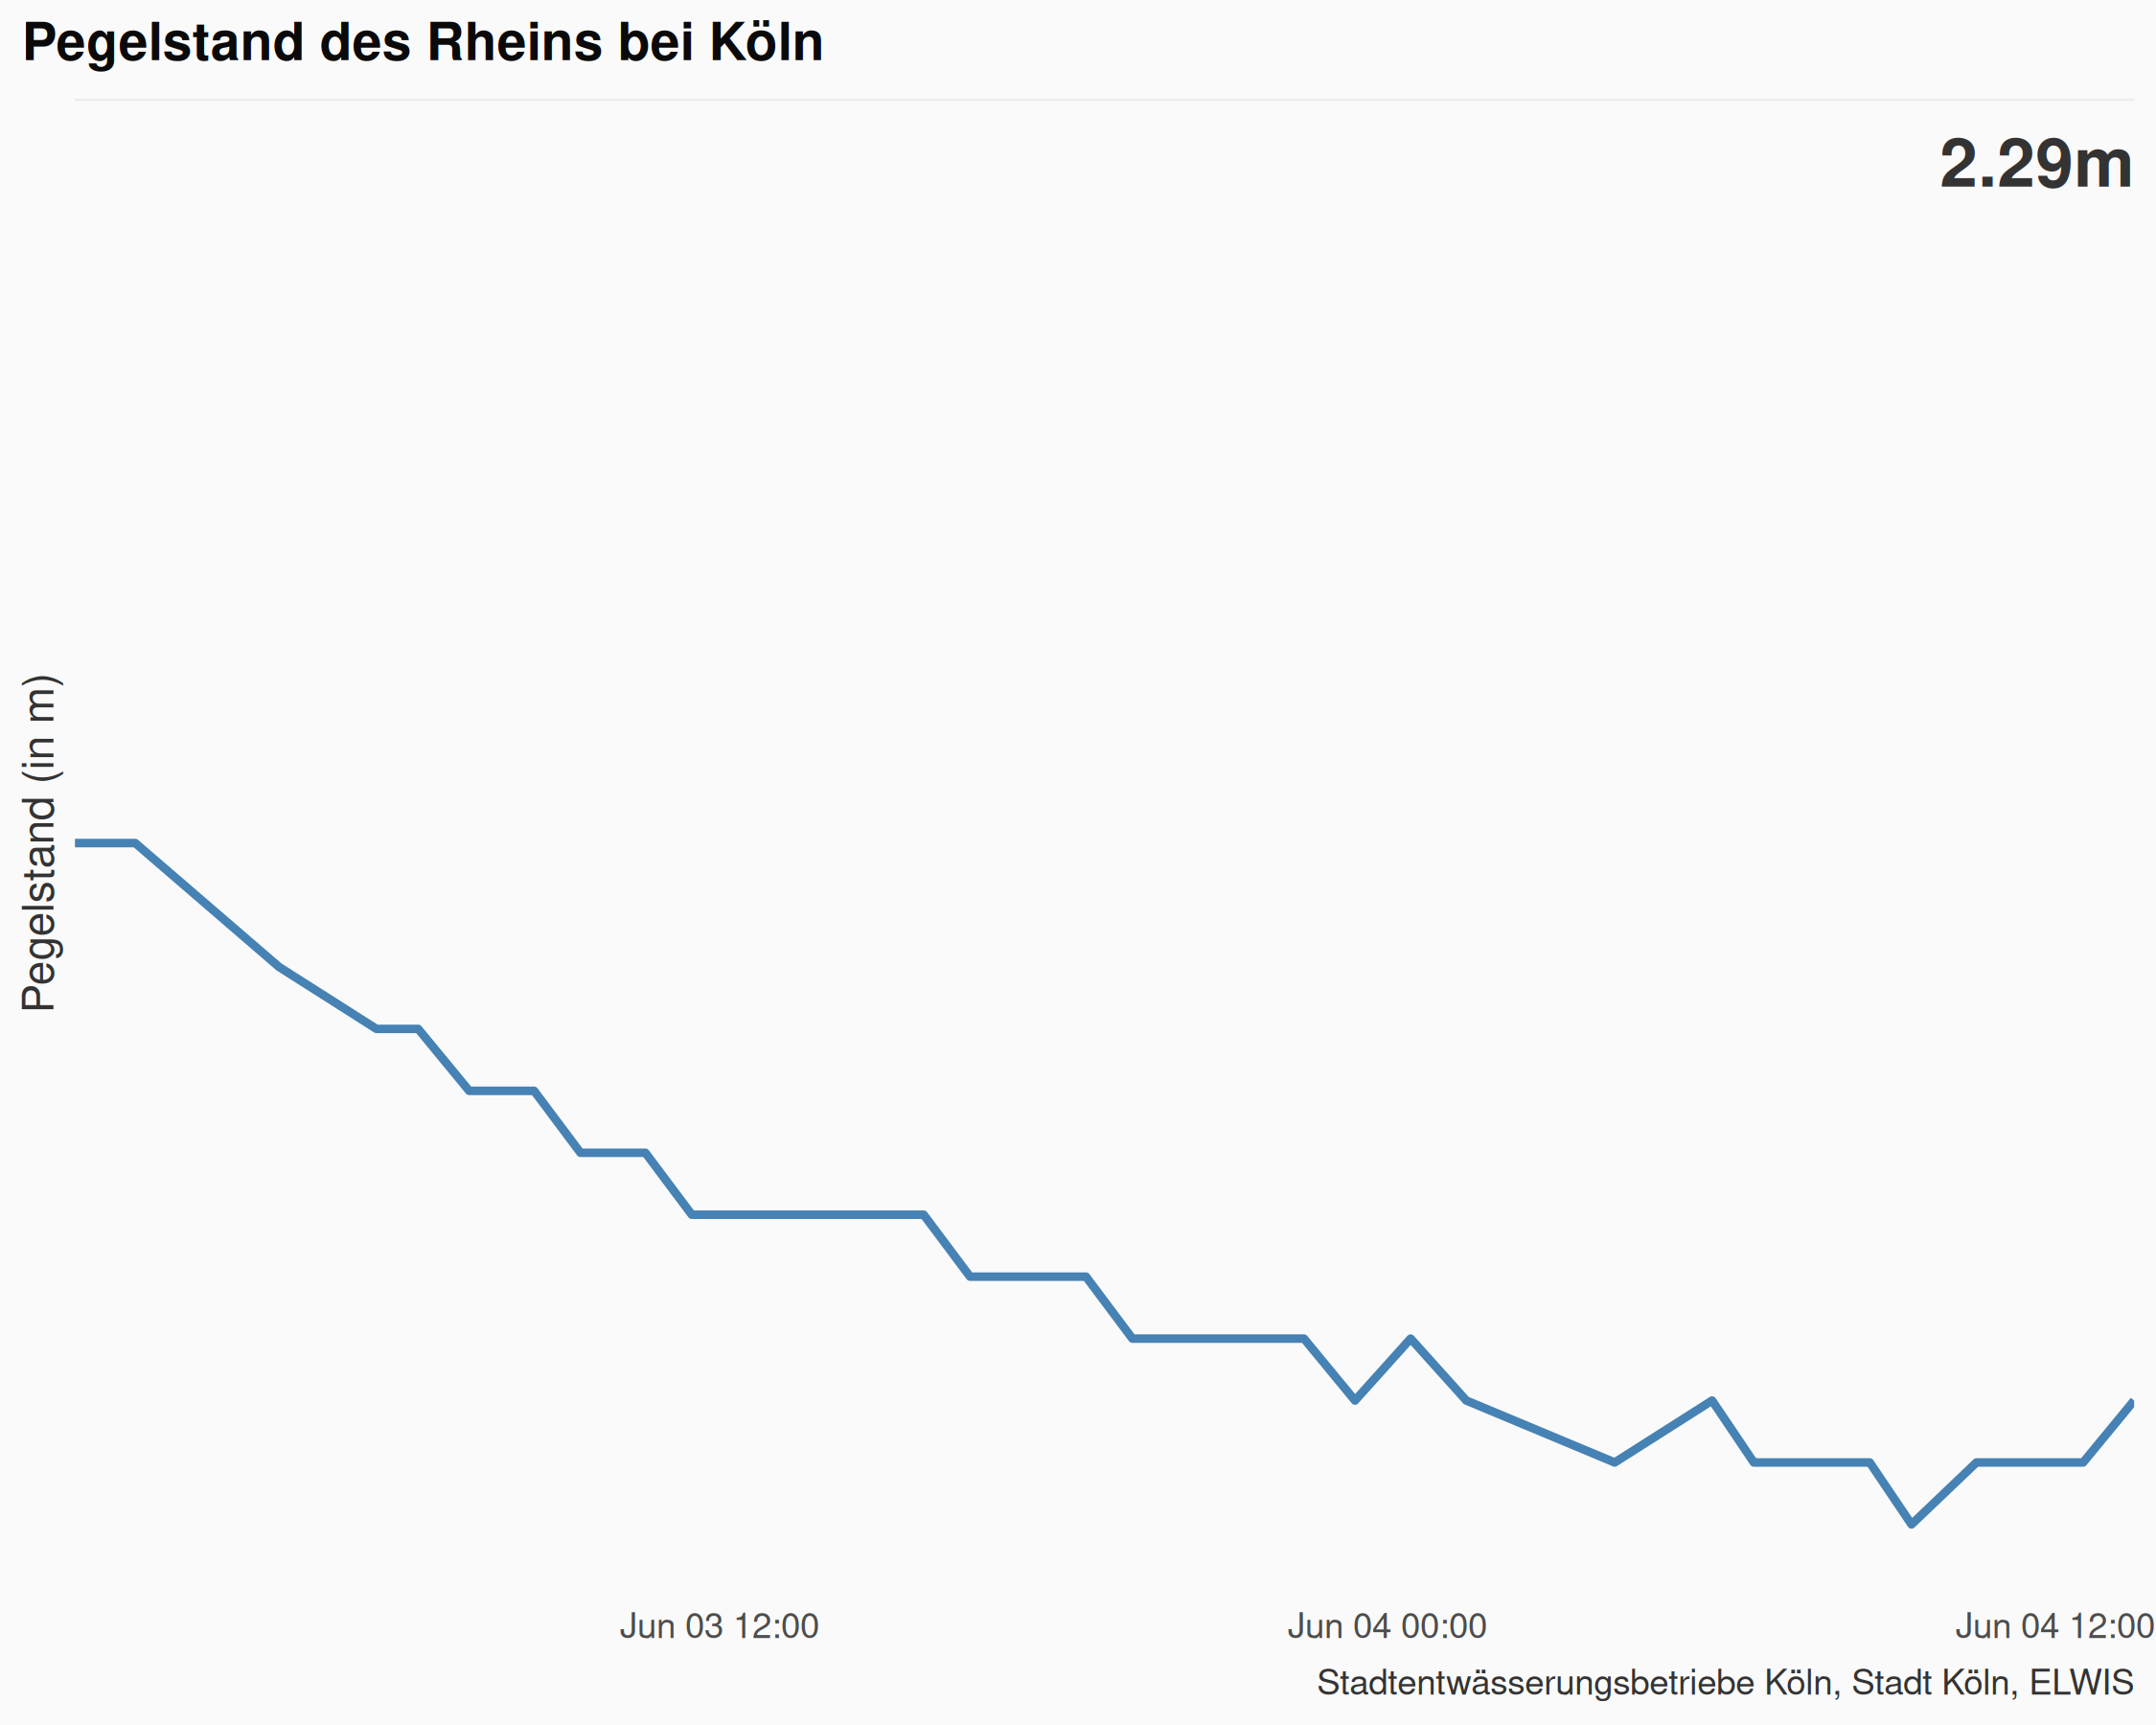 Pegelstand des Rheins bei Köln
2.29m
Pegelstand (in m)
Jun 03 12:00
Jun 04 00:00
Jun 04 12:00
Stadtentwässerungsbetriebe Köln, Stadt Köln, ELWIS